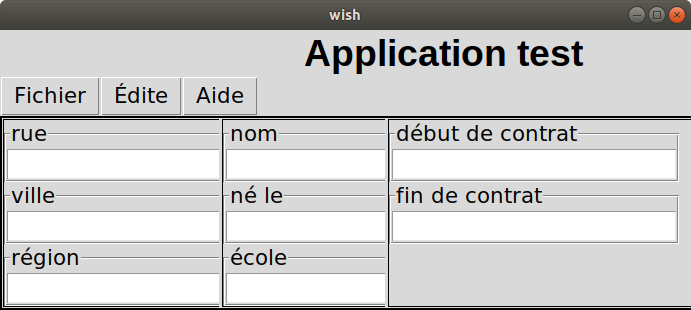 wish
Application test
Fichier Édite Aide
rue nom début de contrat
ville né le fin de contrat
région école